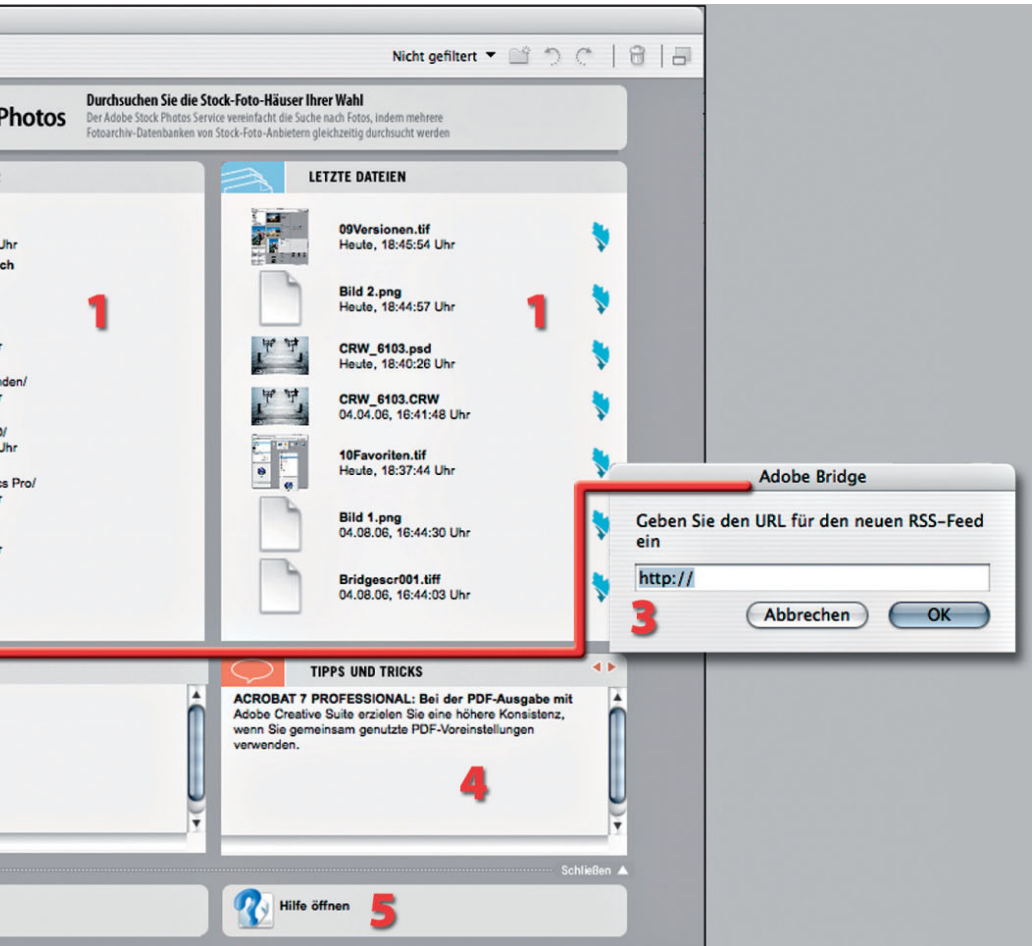 Nicht gefiltert
Photos
Durchsuchen Sie die Stock-Foto-Häuser Ihrer Wahl
Der Adobe Stock Photos Service vereinfacht die Suche nach Fotos, indem mehrere
Fotoarchiv-Datenbanken von Stock-Foto-Anbietern gleichzeitig durchsucht werden
Uhr
ch
nden/
0/
Uhr
cs Pro/
1
LETZTE DATEIEN
09Versionen.tif
Heute, 18:45:54 Uhr
Bild 2.png
Heute, 18:44:57 Uhr
1
CRW_6103.psd
Heute, 18:40:26 Uhr
CRW_6103.CRW
04.04.06, 16:41:48 Uhr
10Favoriten.tif
Heute, 18:37:44 Uhr
Bild 1.png
04.08.06, 16:44:30 Uhr
Bridgescr001.tiff
04.08.06, 16:44:03 Uhr
Adobe Bridge
Geben Sie den URL für den neuen RSS-Feed
ein
http://
3
Abbrechen
OK
TIPPS UND TRICKS
ACROBAT 7 PROFESSIONAL: Bei der PDF-Ausgabe mit
Adobe Creative Suite erzielen Sie eine höhere Konsistenz,
wenn Sie gemeinsam genutzte PDF-Voreinstellungen
verwenden.
4
Schließen
Hilfe öffnen
5